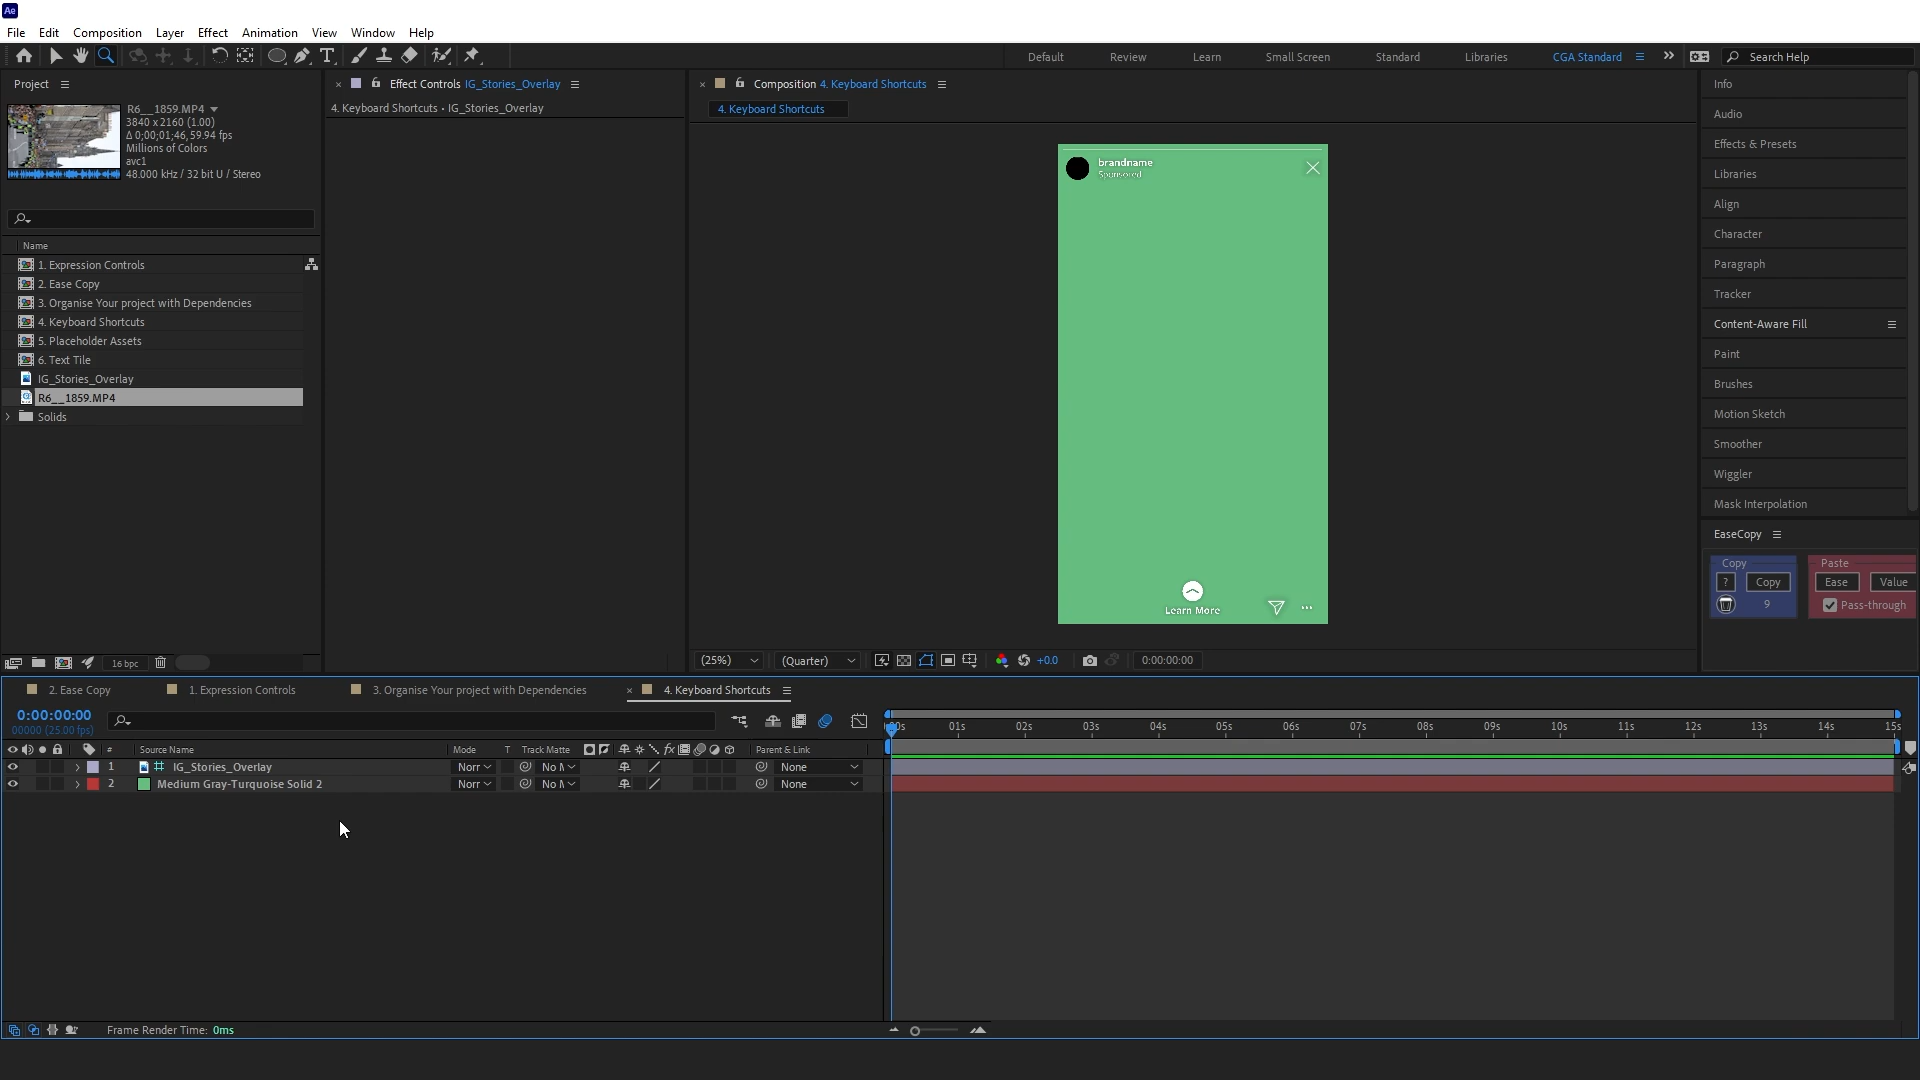 Ae
File Edit Composition Layer Effect Animation View Window Help
Default Review Learn Small Screen Standard Libraries CGA Standard Search Help
Project
R6__1859.MP4
3840 x 2160 (1.00)
Δ 0;00;01;46, 59.94 fps
Millions of Colors
avc1
48.000 kHz / 32 bit U / Stereo
Name
1. Expression Controls
2. Ease Copy
3. Organise Your project with Dependencies
4. Keyboard Shortcuts
5. Placeholder Assets
6. Text Tile
IG_Stories_Overlay
R6__1859.MP4
Solids
16 bpc
Effect Controls IG_Stories_Overlay
4. Keyboard Shortcuts • IG_Stories_Overlay
Composition 4. Keyboard Shortcuts
4. Keyboard Shortcuts
brandname
Sponsored
Learn More
(25%) (Quarter) +0.0 0:00:00:00
Info
Audio
Effects & Presets
Libraries
Align
Character
Paragraph
Tracker
Content-Aware Fill
Paint
Brushes
Motion Sketch
Smoother
Wiggler
Mask Interpolation
EaseCopy
Copy Paste
? Copy Ease Value
9 Pass-through
2. Ease Copy 1. Expression Controls 3. Organise Your project with Dependencies 4. Keyboard Shortcuts
0:00:00:00
00000 (25.00 fps)
00s 01s 02s 03s 04s 05s 06s 07s 08s 09s 10s 11s 12s 13s 14s 15s
# Source Name Mode T Track Matte fx Parent & Link
1 IG_Stories_Overlay Norr No M None
2 Medium Gray-Turquoise Solid 2 Norr No M None
Frame Render Time: 0ms